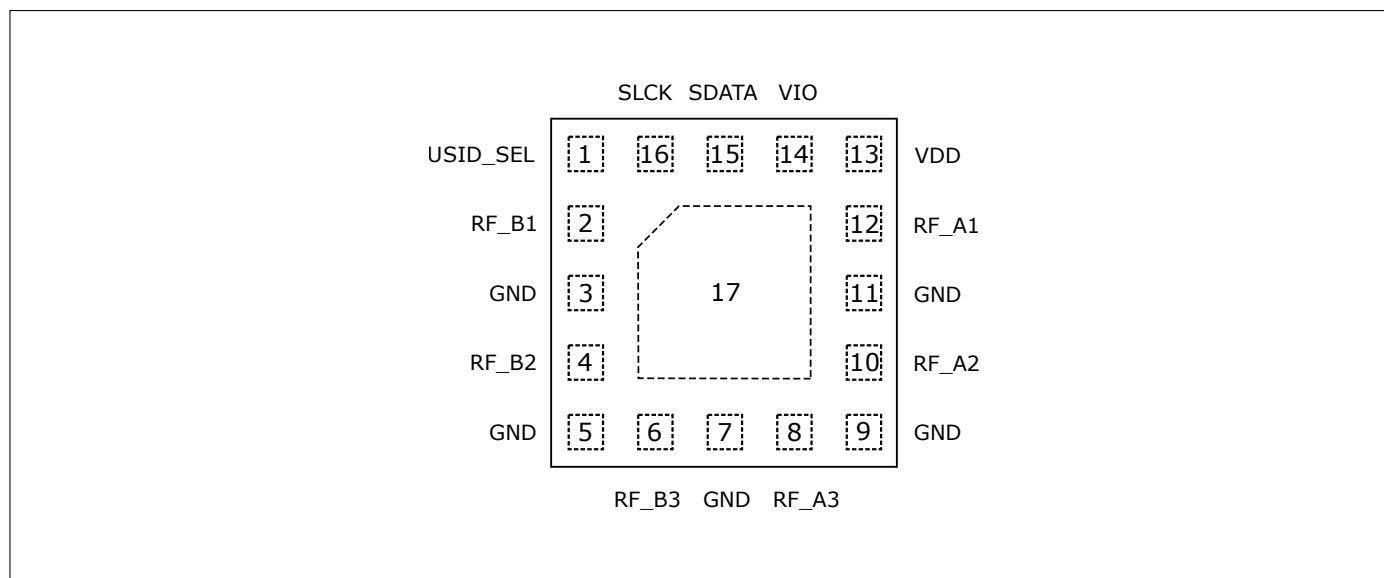 SLCK SDATA VIO
USID_SEL 1 16 15 14 13 VDD
RF_B1 2 12 RF_A1
GND 3 17 11 GND
RF_B2 4 10 RF_A2
GND 5 6 7 8 9 GND
RF_B3 GND RF_A3